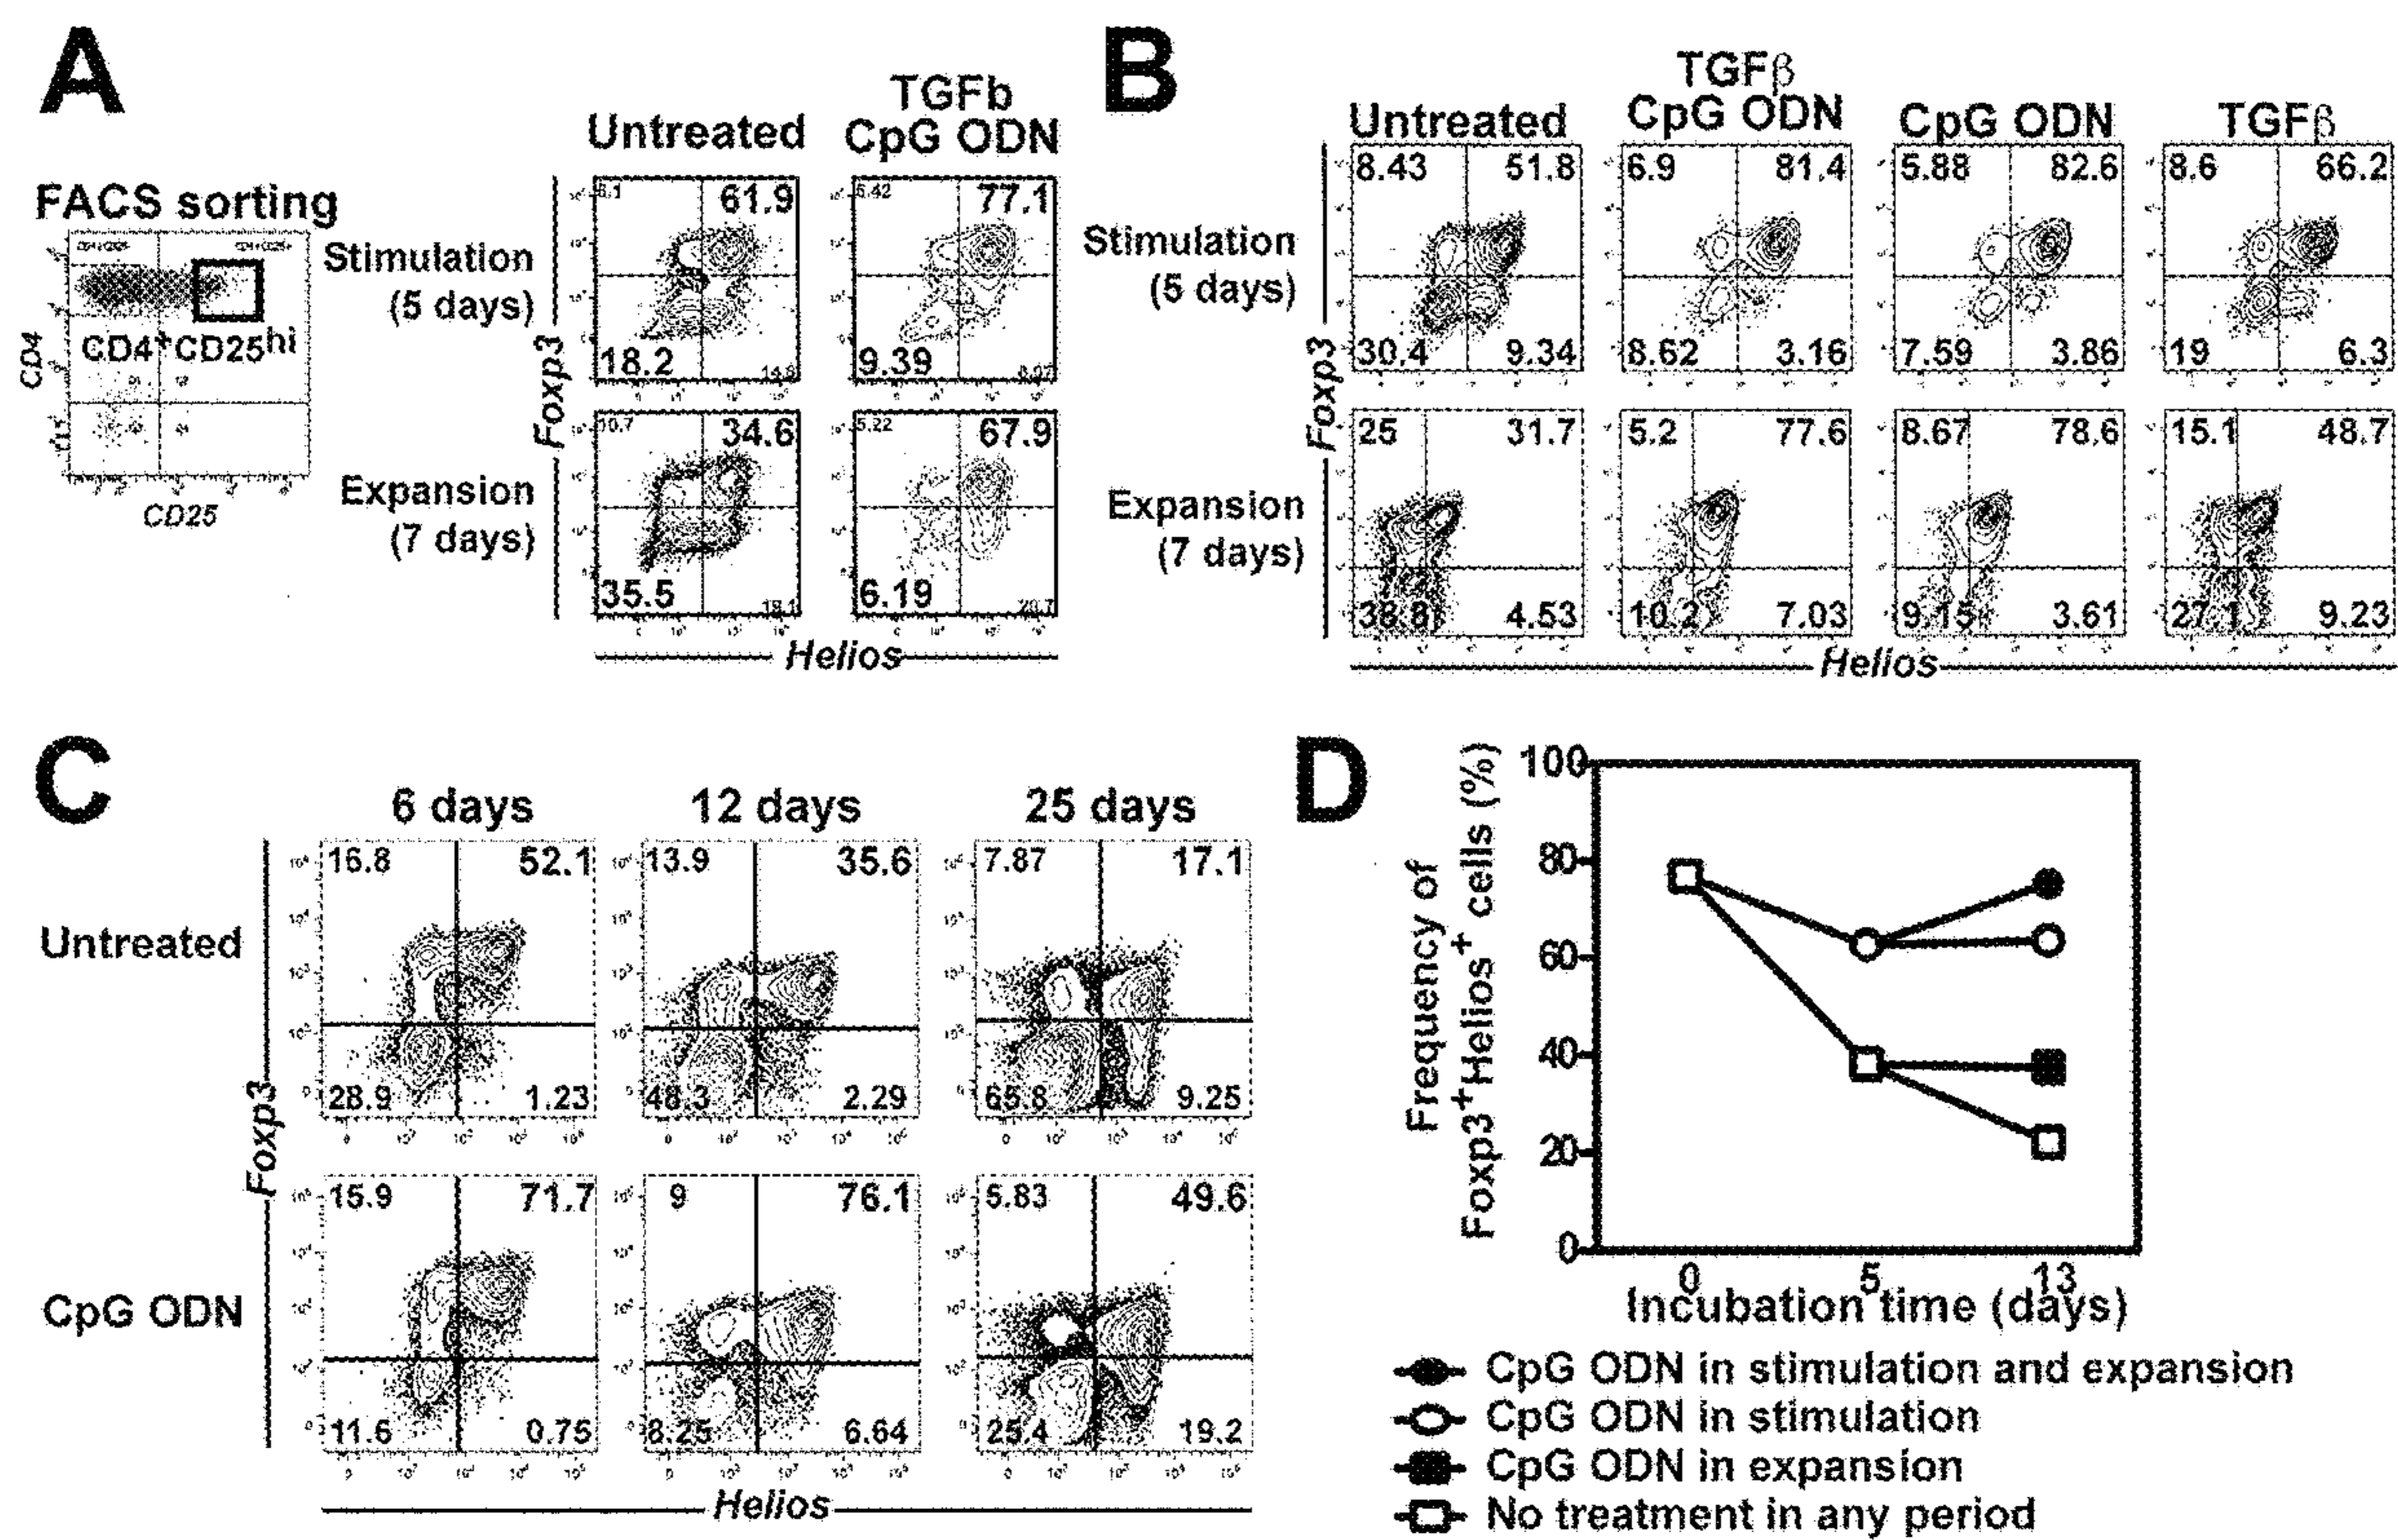 A
FACS sorting
CD4
CD4+CD25hi
CD25
Untreated
TGFb
CpG ODN
Stimulation
(5 days)
Foxp3
61.9
18.2
5.42
77.1
9.39
Expansion
(7 days)
34.6
35.5
5.22
67.9
6.19
Helios
B
Untreated
TGFβ
CpG ODN
CpG ODN
TGFβ
Stimulation
(5 days)
Foxp3
8.43 51.8
30.4 9.34
6.9 81.4
8.62 3.16
5.88 82.6
7.59 3.86
8.6 66.2
19 6.3
Expansion
(7 days)
25 31.7
38.8 4.53
5.2 77.6
10.2 7.03
8.67 78.6
9.15 3.61
15.1 48.7
27.1 9.23
Helios
C
6 days
12 days
25 days
Untreated
Foxp3
16.8 52.1
28.9 1.23
13.9 35.6
48.3 2.29
7.87 17.1
65.8 9.25
CpG ODN
15.9 71.7
11.6 0.75
9 76.1
8.25 6.64
5.83 49.6
25.4 19.2
Helios
D
Frequency of
Foxp3+Helios+ cells (%)
100
80
60
40
20
0
0 5 13
Incubation time (days)
CpG ODN in stimulation and expansion
CpG ODN in stimulation
CpG ODN in expansion
No treatment in any period